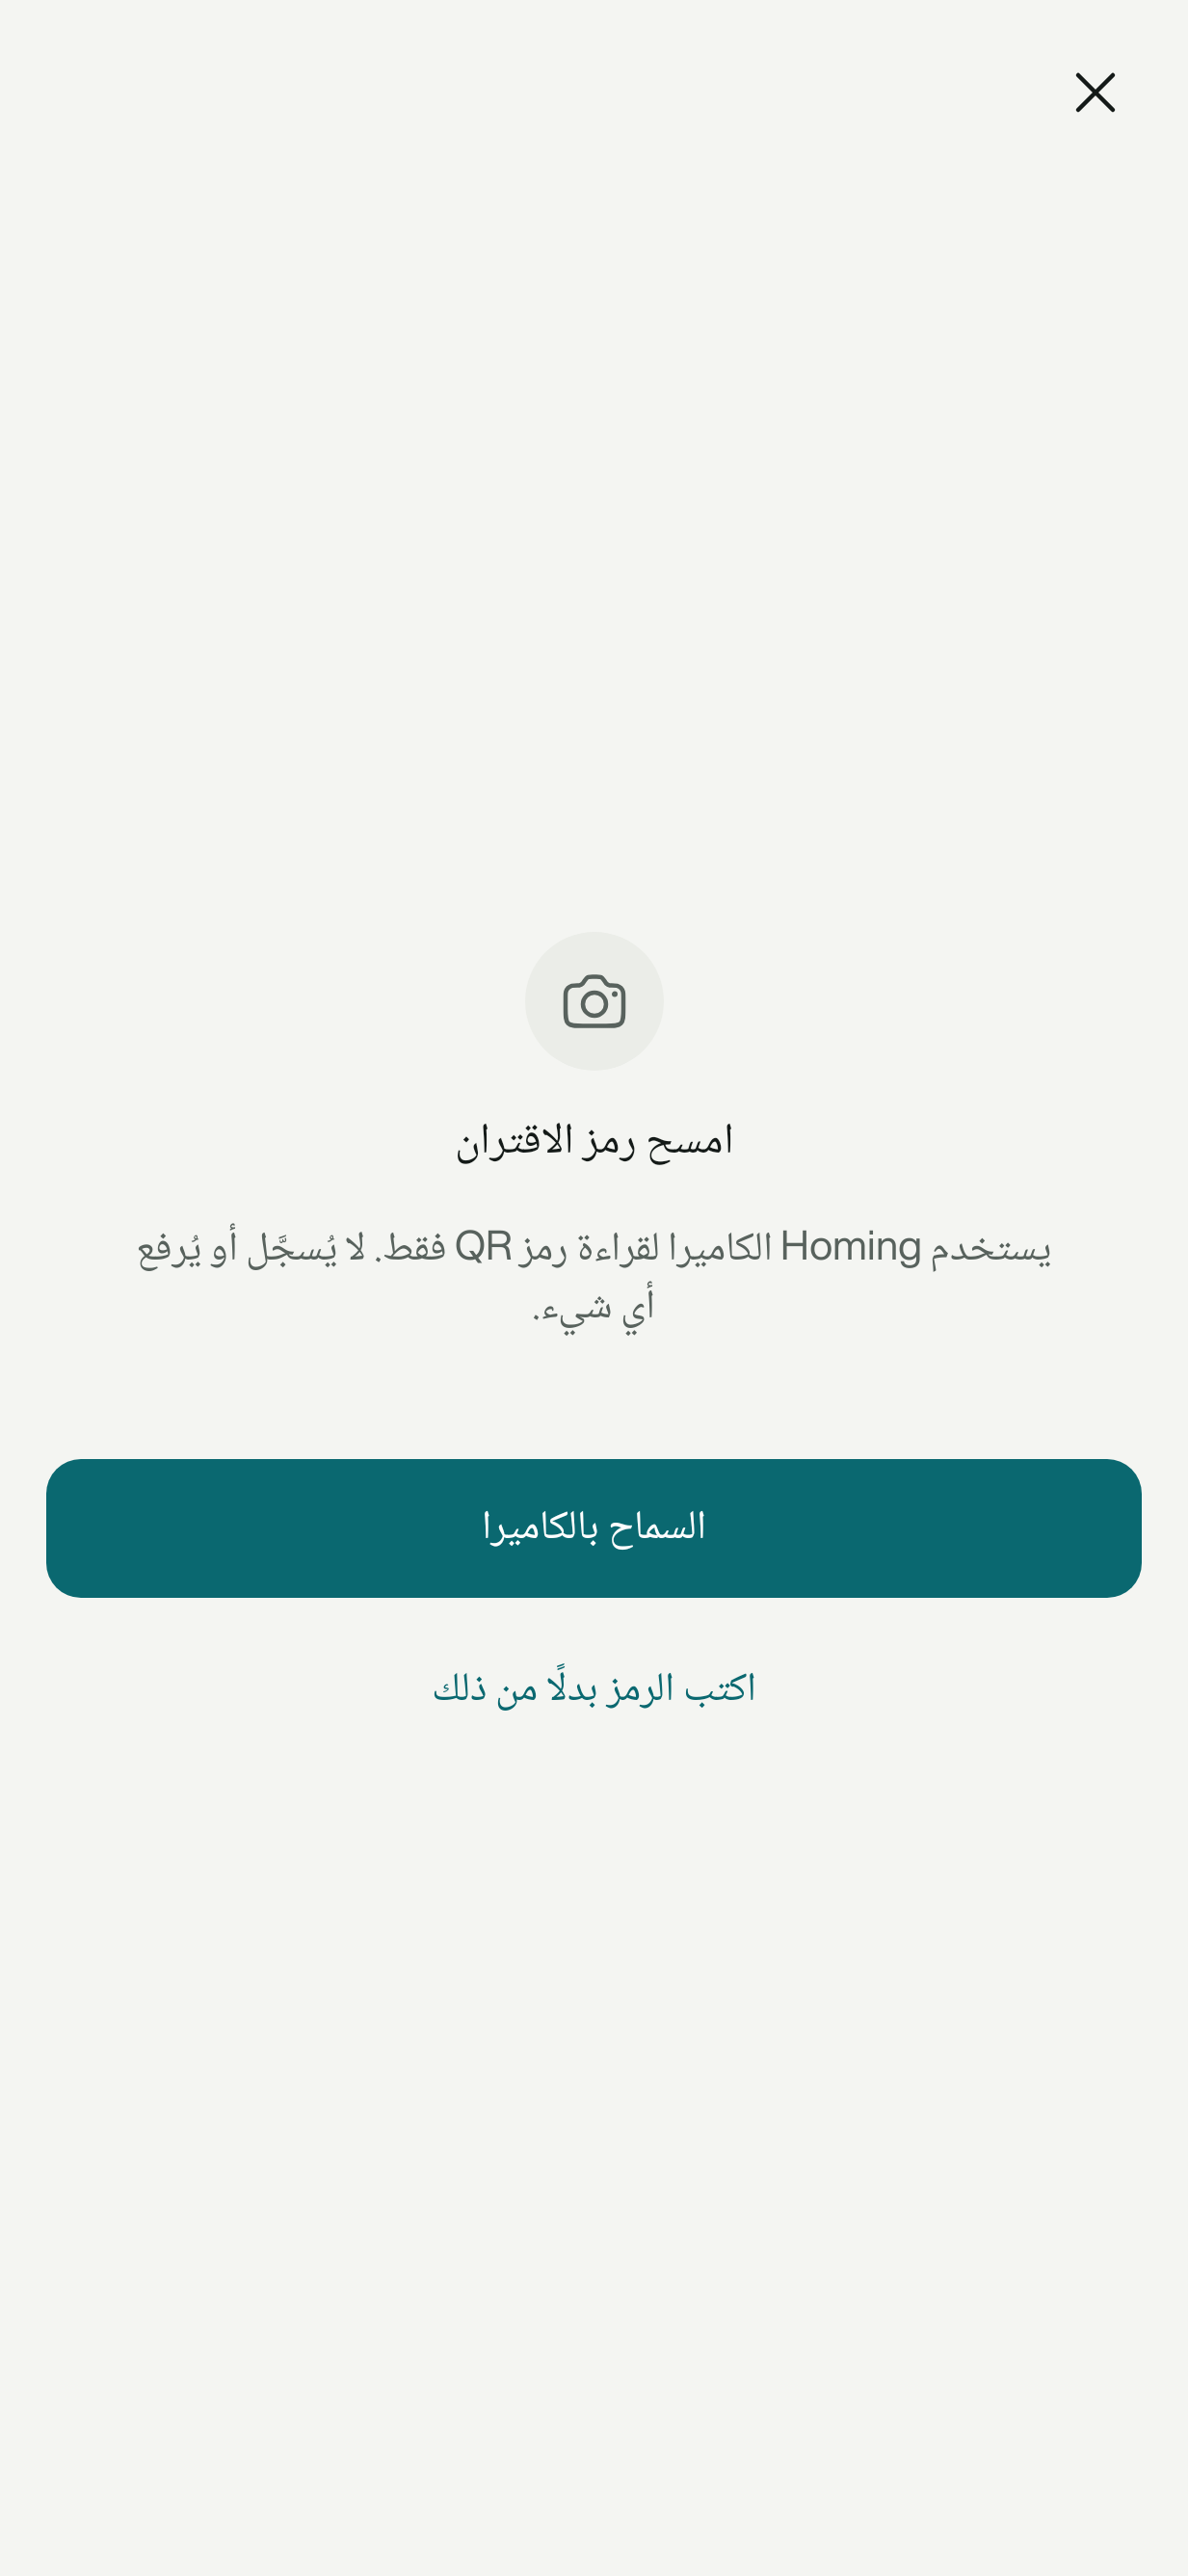 امسح رمز الاقتران
يستخدم Homing الكاميرا لقراءة رمز QR فقط. لا يُسجَّل أو يُرفع
أي شيء.
السماح بالكاميرا
اكتب الرمز بدلًا من ذلك